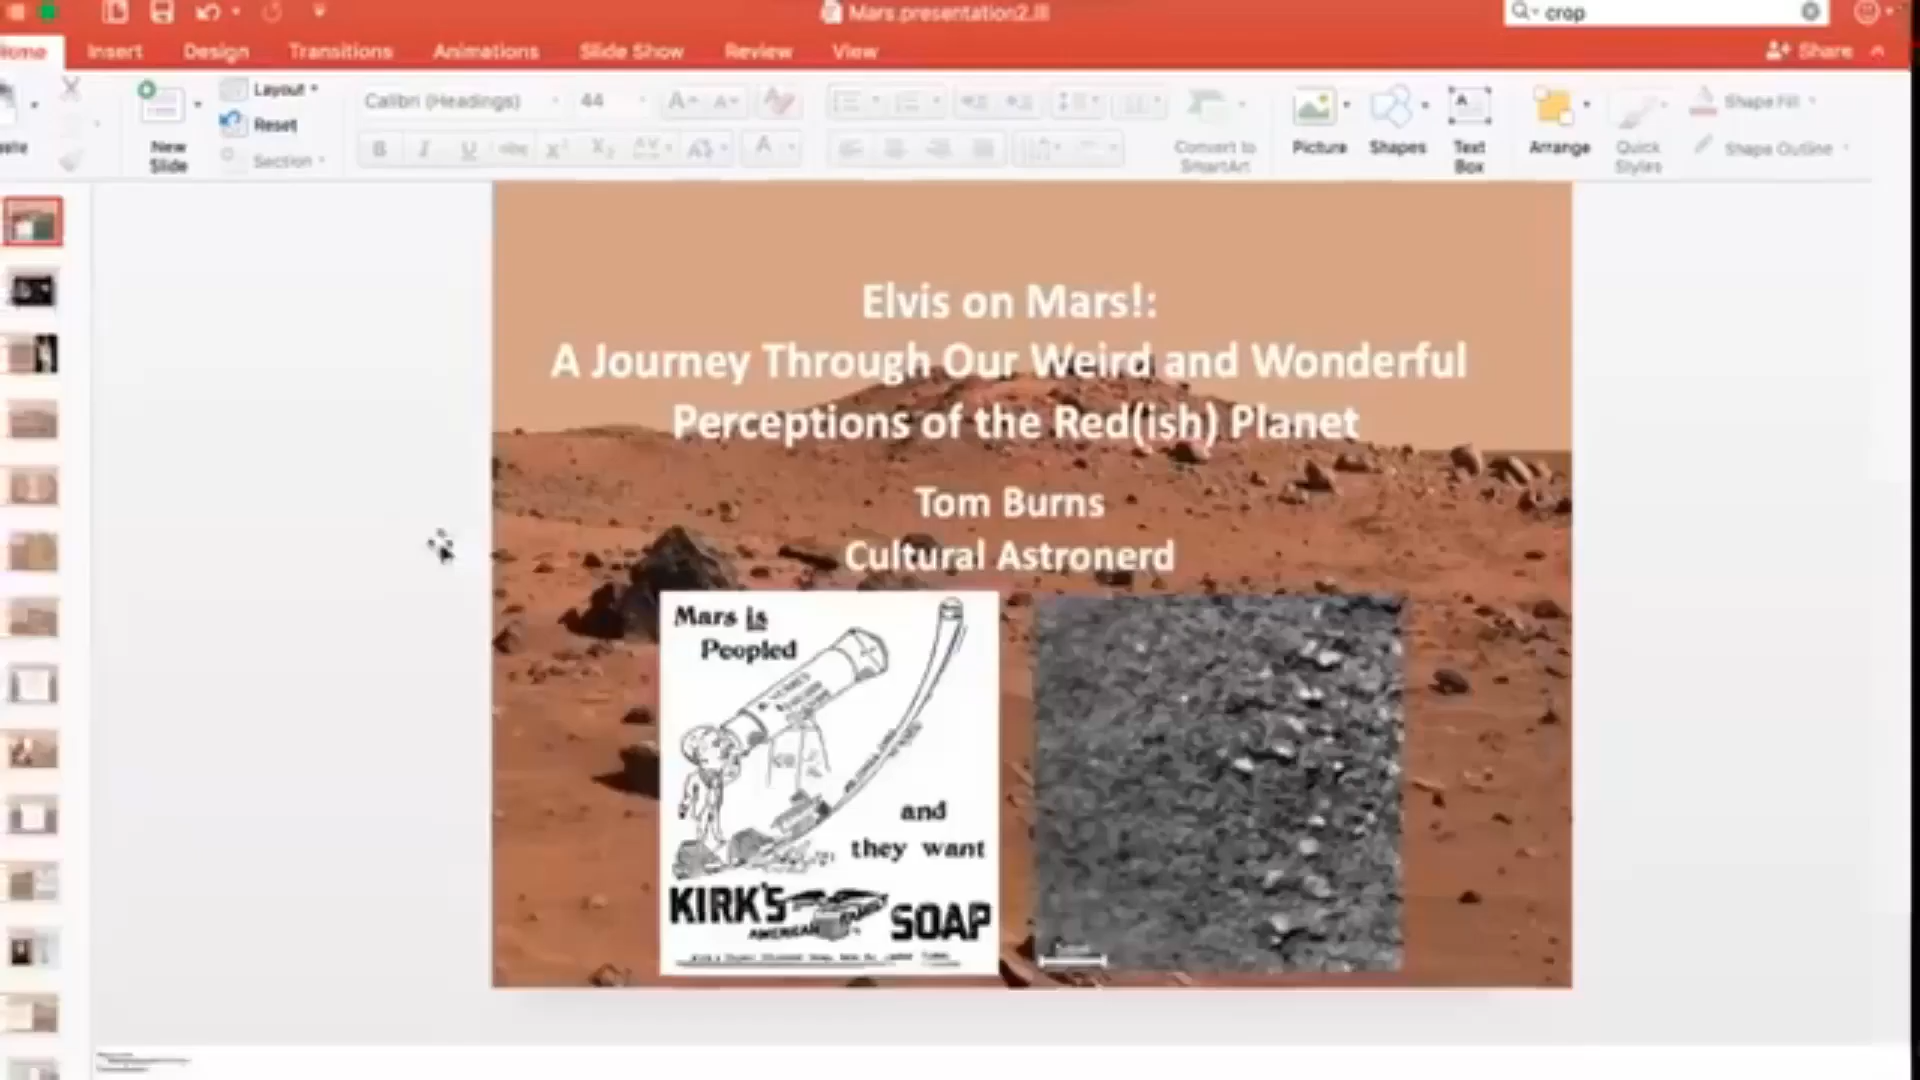 Mars.presentation2.lll
crop
Home
Insert
Design
Transitions
Animations
Slide Show
Review
View
Share
New
Slide
Layout
Reset
Section
Calibri (Headings)
44
Convert to
SmartArt
Picture
Shapes
Text
Box
Arrange
Quick
Styles
Shape Fill
Shape Outline
Elvis on Mars!:
A Journey Through Our Weird and Wonderful
Perceptions of the Red(ish) Planet
Tom Burns
Cultural Astronerd
Mars is
Peopled
and
they want
KIRK'S
AMERICAN FAMILY
SOAP